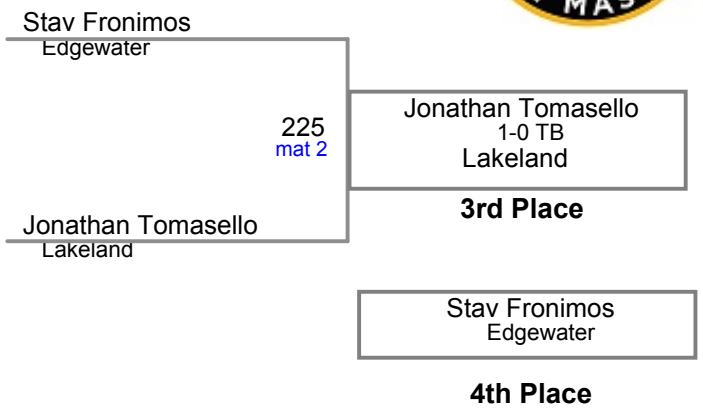 MAS
Stav Fronimos
Edgewater
225
mat 2
Jonathan Tomasello
1-0 TB
Lakeland
3rd Place
Jonathan Tomasello
Lakeland
Stav Fronimos
Edgewater
4th Place